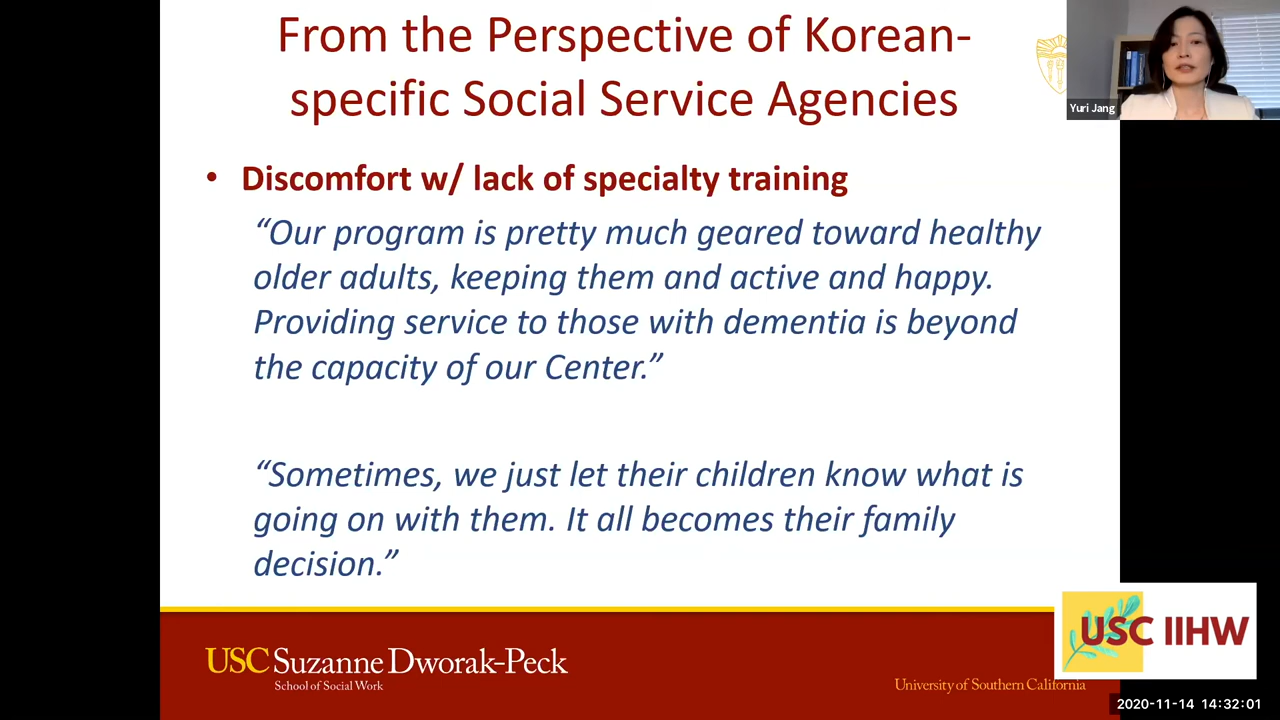 From the Perspective of Korean-
specific Social Service Agencies
Yuri Jang
• Discomfort w/ lack of specialty training
“Our program is pretty much geared toward healthy
older adults, keeping them and active and happy.
Providing service to those with dementia is beyond
the capacity of our Center.”
“Sometimes, we just let their children know what is
going on with them. It all becomes their family
decision.”
USC Suzanne Dworak-Peck
School of Social Work
University of Southern California
USC IIHW
2020-11-14 14:32:01